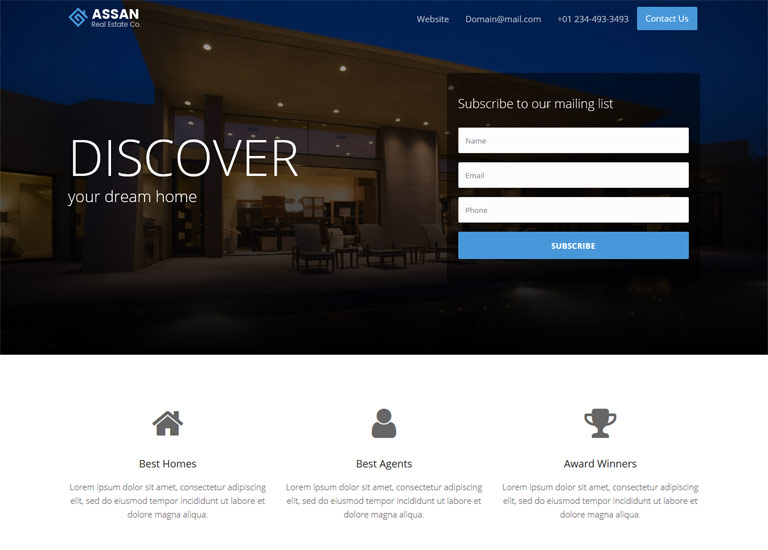 ASSAN
Real Estate Co.
Website Domain@mail.com +01 234-493-3493 Contact Us
DISCOVER
your dream home
Subscribe to our mailing list
Name
Email
Phone
SUBSCRIBE
Best Homes
Lorem ipsum dolor sit amet, consectetur adipiscing
elit, sed do eiusmod tempor incididunt ut labore et
dolore magna aliqua.
Best Agents
Lorem ipsum dolor sit amet, consectetur adipiscing
elit, sed do eiusmod tempor incididunt ut labore et
dolore magna aliqua.
Award Winners
Lorem ipsum dolor sit amet, consectetur adipiscing
elit, sed do eiusmod tempor incididunt ut labore et
dolore magna aliqua.